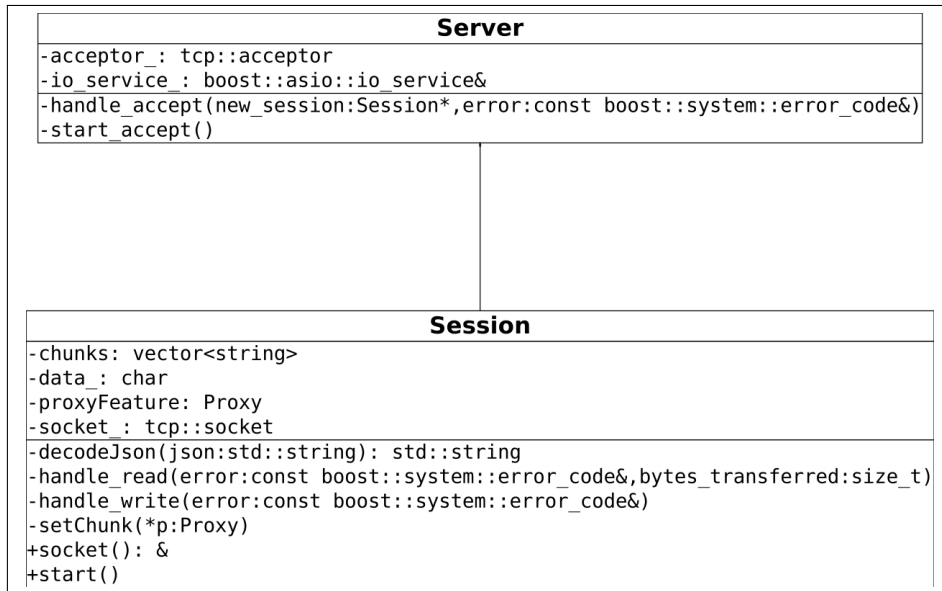 Server
-acceptor_: tcp::acceptor
-io_service_: boost::asio::io_service&
-handle_accept(new_session:Session*,error:const boost::system::error_code&)
-start_accept()
Session
-chunks: vector<string>
-data_: char
-proxyFeature: Proxy
-socket_: tcp::socket
-decodeJson(json:std::string): std::string
-handle_read(error:const boost::system::error_code&,bytes_transferred:size_t)
-handle_write(error:const boost::system::error_code&)
-setChunk(*p:Proxy)
+socket(): &
+start()